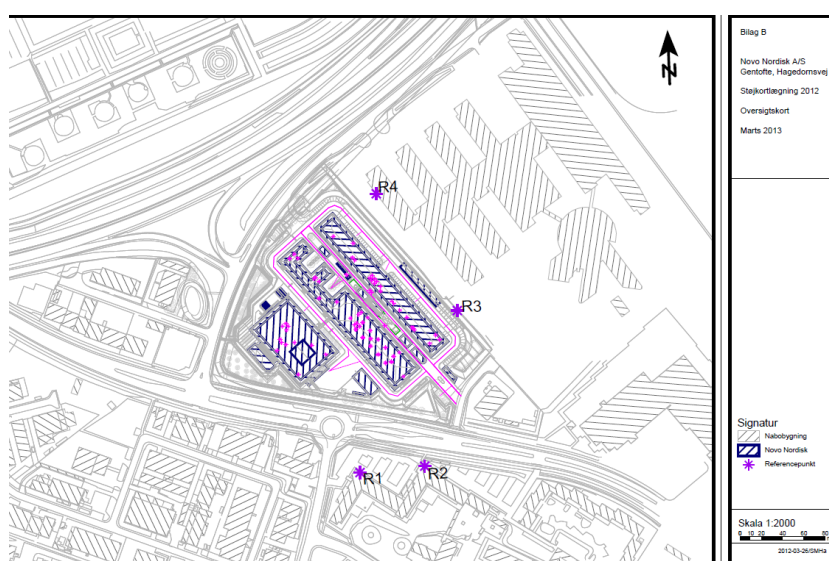 Bilag B
Novo Nordisk A/S
Gentofte, Hagedornsvej
Støjkortlægning 2012
Oversigtskort
Marts 2013
N
R4
R3
R1
R2
Signatur
Nabobygning
Novo Nordisk
Referencepunkt
Skala 1:2000
0 10 20 40 60 80
2012-03-26/SMHa